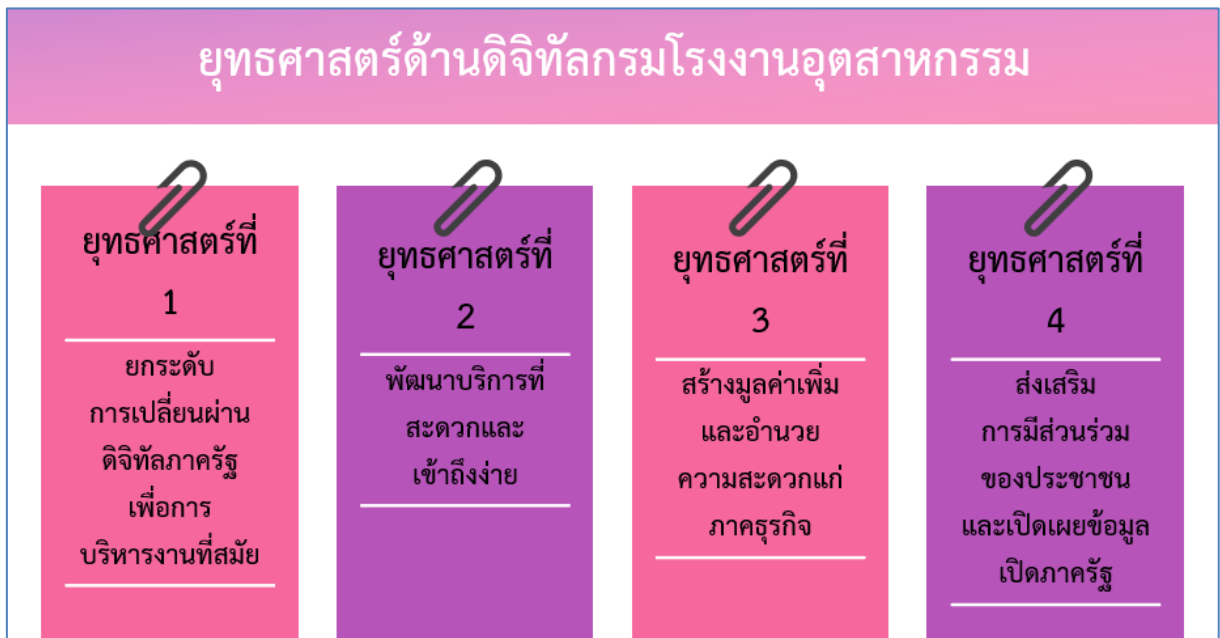 ยุทธศาสตร์ด้านดิจิทัลกรมโรงงานอุตสาหกรรม
ยุทธศาสตร์ที่
1
ยกระดับ
การเปลี่ยนผ่าน
ดิจิทัลภาครัฐ
เพื่อการ
บริหารงานที่สมัย
ยุทธศาสตร์ที่
2
พัฒนาบริการที่
สะดวกและ
เข้าถึงง่าย
ยุทธศาสตร์ที่
3
สร้างมูลค่าเพิ่ม
และอำนวย
ความสะดวกแก่
ภาคธุรกิจ
ยุทธศาสตร์ที่
4
ส่งเสริม
การมีส่วนร่วม
ของประชาชน
และเปิดเผยข้อมูล
เปิดภาครัฐ